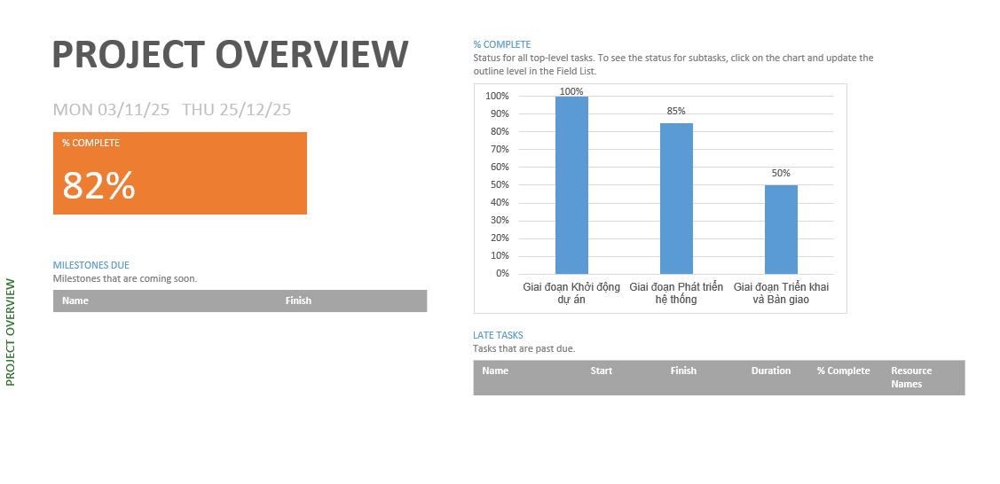 PROJECT OVERVIEW
MON 03/11/25 THU 25/12/25
% COMPLETE
82%
MILESTONES DUE
Milestones that are coming soon.
Name Finish
PROJECT OVERVIEW
% COMPLETE
Status for all top-level tasks. To see the status for subtasks, click on the chart and update the
outline level in the Field List.
100%
90%
80%
70%
60%
50%
40%
30%
20%
10%
0%
100%
85%
50%
Giai đoạn Khởi động
dự án
Giai đoạn Phát triển
hệ thống
Giai đoạn Triển khai
và Bàn giao
LATE TASKS
Tasks that are past due.
Name Start Finish Duration % Complete Resource
Names